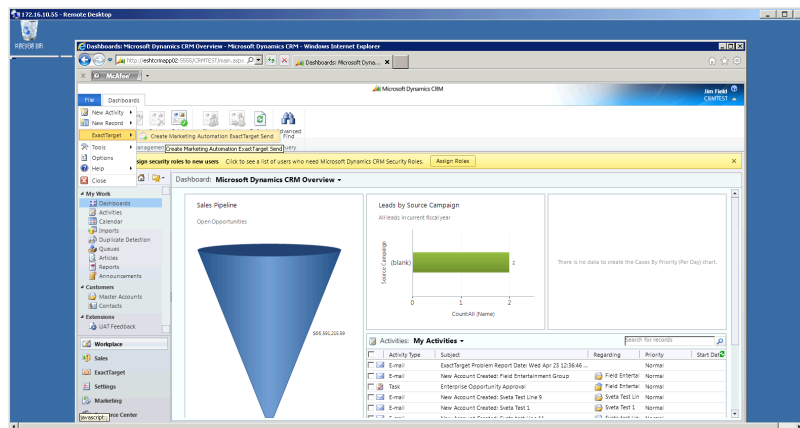 172.16.10.55 - Remote Desktop
Dashboards: Microsoft Dynamics CRM Overview - Microsoft Dynamics CRM - Windows Internet Explorer
http://eshtcrmapp02:5555/CRMTEST/main.aspx
Dashboards: Microsoft Dyna...
McAfee
Microsoft Dynamics CRM
Jim Field
CRMTEST
File
Dashboards
New Activity
New Record
ExactTarget
Create Marketing Automation ExactTarget Send
Create Marketing Automation ExactTarget Send
Find
Tools
Options
Help
Close
sign security roles to new users
Click to see a list of users who need Microsoft Dynamics CRM Security Roles.
Assign Roles
Dashboard: Microsoft Dynamics CRM Overview
My Work
Dashboards
Activities
Calendar
Imports
Duplicate Detection
Queues
Articles
Reports
Announcements
Customers
Master Accounts
Contacts
Extensions
UAT Feedback
Workplace
Sales
ExactTarget
Settings
Marketing
rce Center
javascript:;
Sales Pipeline
Open Opportunities
Leads by Source Campaign
All leads in current fiscal year
Source Campaign
(blank)
2
0 1 2
CountAll (Name)
There is no data to create the Cases By Priority (Per Day) chart.
Activities: My Activities
Search for records
Activity Type Subject Regarding Priority Start Dat
E-mail ExactTarget Problem Report Date: Wed Apr 25 12:36:46 ... Normal
E-mail New Account Created: Field Entertainment Group Field Entertai Normal
Task Enterprise Opportunity Approval Field Entertai Normal
E-mail New Account Created: Sveta Test Line 9 Sveta Test Lin Normal
E-mail New Account Created: Sveta Test 1 Sveta Test 1 Normal